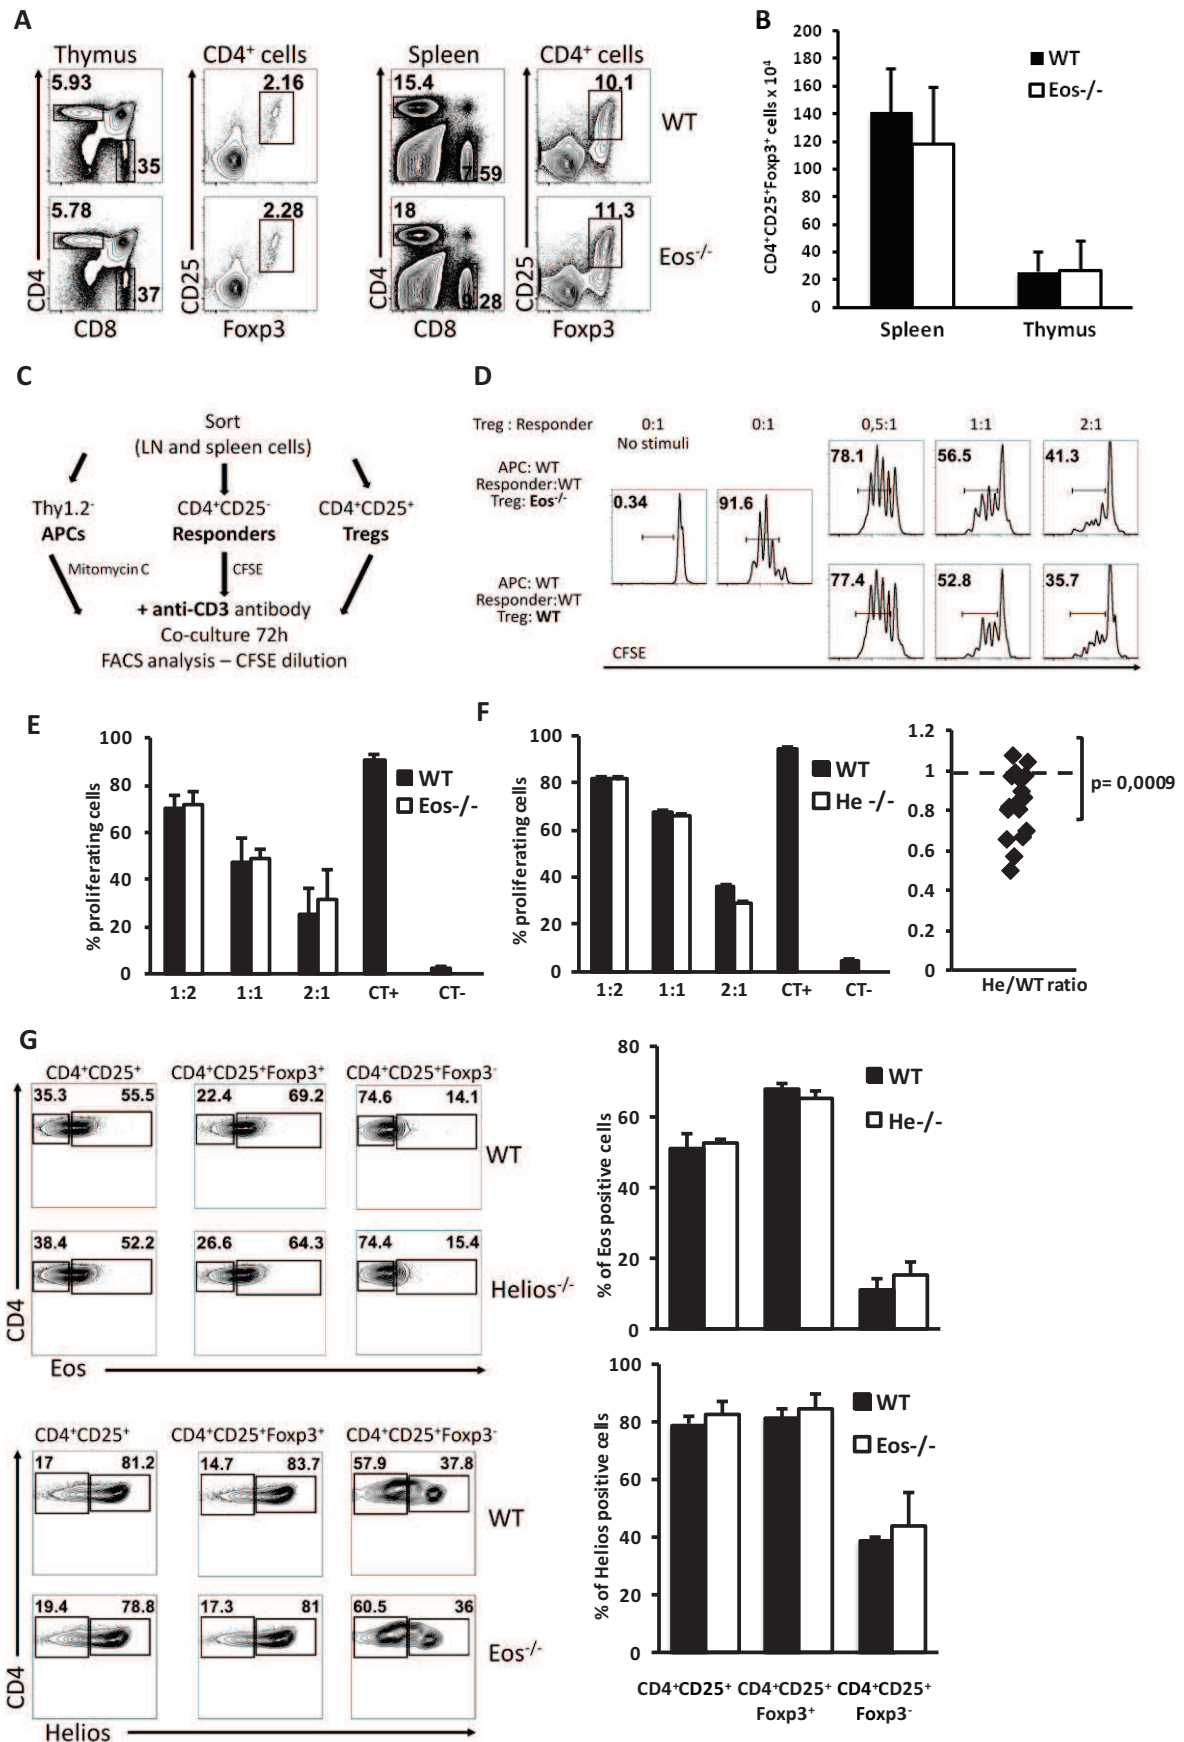 A
Thymus
CD4⁺ cells
Spleen
CD4⁺ cells
5.93
2.16
15.4
10.1
35
7.59
WT
5.78
2.28
18
11.3
37
9.28
Eos⁻/⁻
CD4
CD25
CD4
CD25
CD8
Foxp3
CD8
Foxp3
B
CD4⁺CD25⁺Foxp3⁺ cells x 10⁴
200
180
160
140
120
100
80
60
40
20
0
WT
Eos-/-
Spleen
Thymus
C
Sort
(LN and spleen cells)
Thy1.2⁻
APCs
CD4⁺CD25⁻
Responders
CD4⁺CD25⁺
Tregs
Mitomycin C
CFSE
+ anti-CD3 antibody
Co-culture 72h
FACS analysis – CFSE dilution
D
Treg : Responder
0:1
No stimuli
0:1
0,5:1
1:1
2:1
APC: WT
Responder:WT
Treg: Eos⁻/⁻
0.34
91.6
78.1
56.5
41.3
APC: WT
Responder:WT
Treg: WT
77.4
52.8
35.7
CFSE
E
% proliferating cells
100
80
60
40
20
0
WT
Eos-/-
1:2
1:1
2:1
CT+
CT-
F
% proliferating cells
100
80
60
40
20
0
WT
He -/-
1:2
1:1
2:1
CT+
CT-
1.2
1
0.8
0.6
0.4
0.2
0
p= 0,0009
He/WT ratio
G
CD4⁺CD25⁺
CD4⁺CD25⁺Foxp3⁺
CD4⁺CD25⁺Foxp3⁻
35.3 55.5
22.4 69.2
74.6 14.1
WT
38.4 52.2
26.6 64.3
74.4 15.4
Helios⁻/⁻
CD4
Eos
% of Eos positive cells
80
60
40
20
0
WT
He-/-
CD4⁺CD25⁺
CD4⁺CD25⁺Foxp3⁺
CD4⁺CD25⁺Foxp3⁻
17 81.2
14.7 83.7
57.9 37.8
WT
19.4 78.8
17.3 81
60.5 36
Eos⁻/⁻
CD4
Helios
% of Helios positive cells
100
80
60
40
20
0
WT
Eos-/-
CD4⁺CD25⁺
CD4⁺CD25⁺
Foxp3⁺
CD4⁺CD25⁺
Foxp3⁻